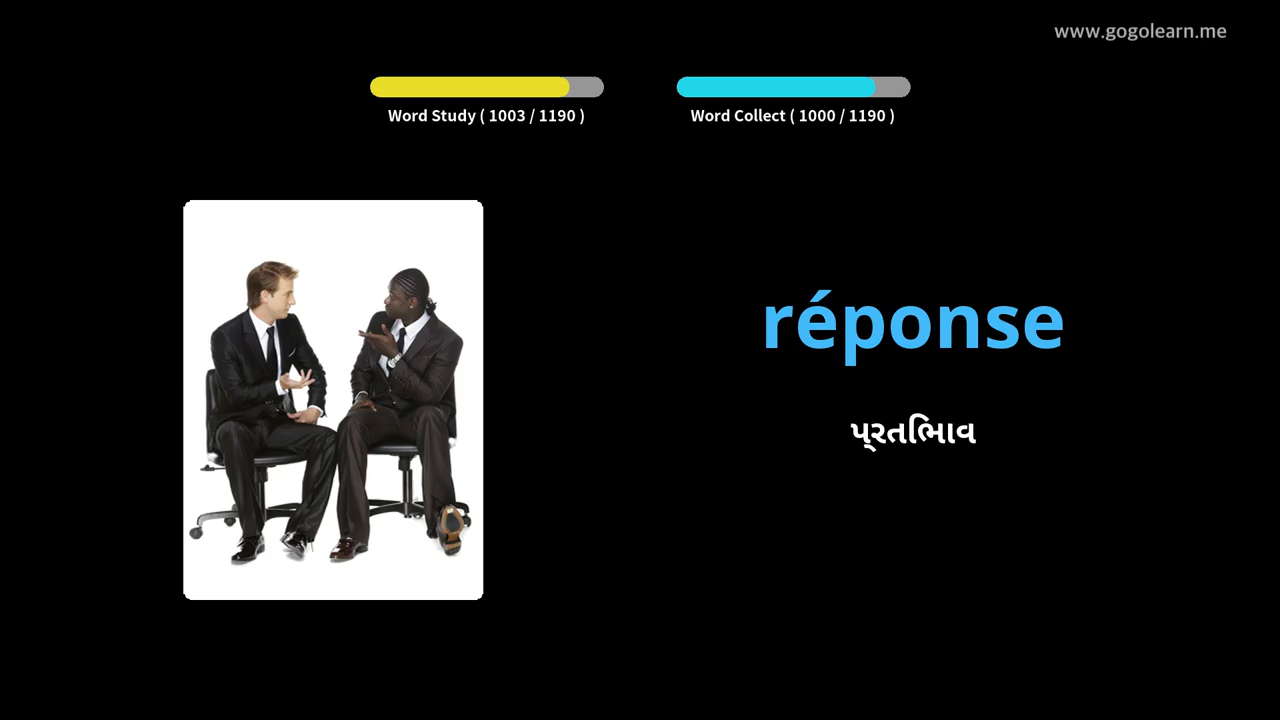 www.gogolearn.me
Word Study ( 1003 / 1190 )
Word Collect ( 1000 / 1190 )
réponse
પ્રતિભાવ